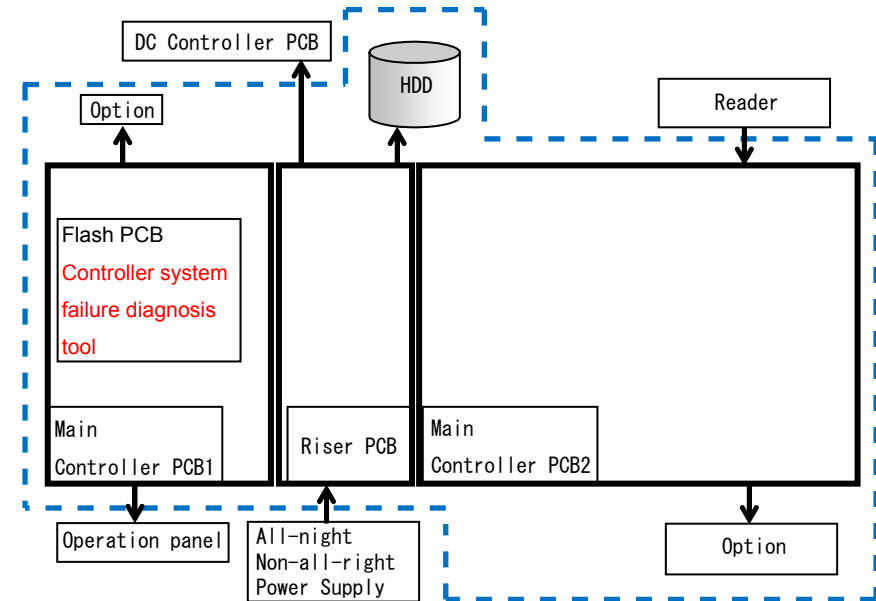 DC Controller PCB
HDD
Option
Reader
Flash PCB
Controller system
failure diagnosis
tool
Main
Controller PCB1
Riser PCB
Main
Controller PCB2
Operation panel
All-night
Non-all-right
Power Supply
Option